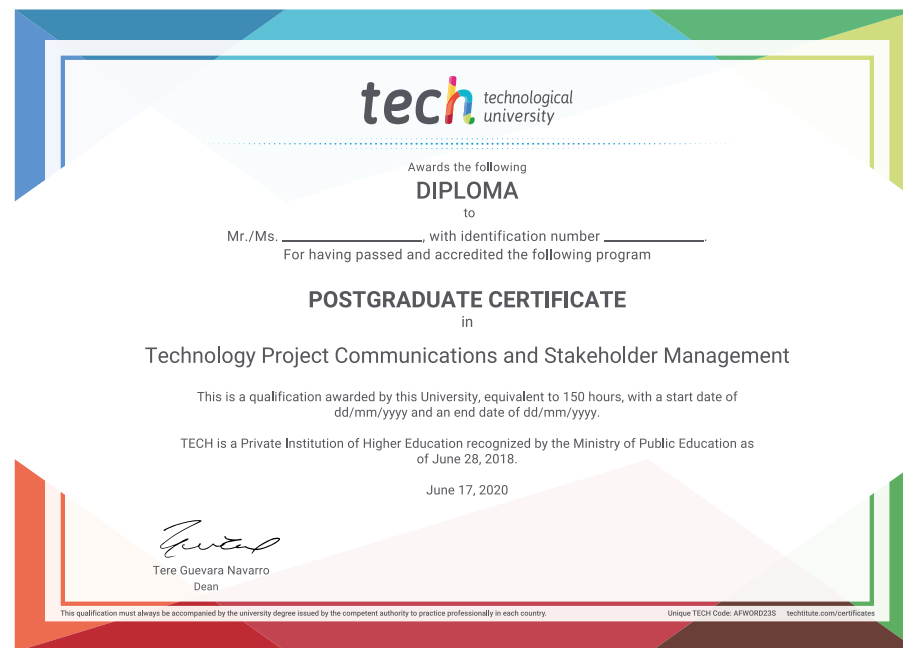 tech technological
university
Awards the following
DIPLOMA
to
Mr./Ms. ____________, with identification number ____________.
For having passed and accredited the following program
POSTGRADUATE CERTIFICATE
in
Technology Project Communications and Stakeholder Management
This is a qualification awarded by this University, equivalent to 150 hours, with a start date of
dd/mm/yyyy and an end date of dd/mm/yyyy.
TECH is a Private Institution of Higher Education recognized by the Ministry of Public Education as
of June 28, 2018.
June 17, 2020
Tere Guevara Navarro
Dean
This qualification must always be accompanied by the university degree issued by the competent authority to practice professionally in each country. Unique TECH Code: AFWORD23S techtitute.com/certificates